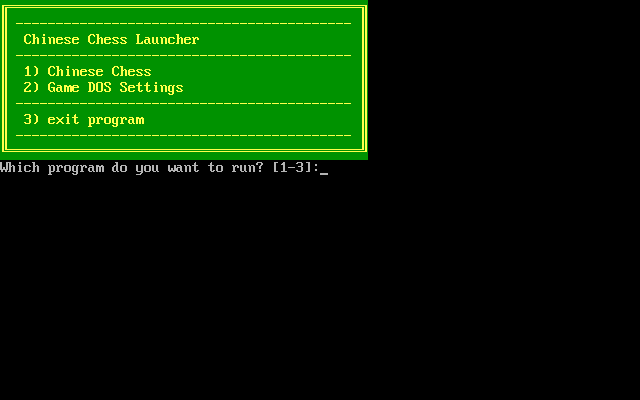 Chinese Chess Launcher
1) Chinese Chess
2) Game DOS Settings
3) exit program
Which program do you want to run? [1-3]:_